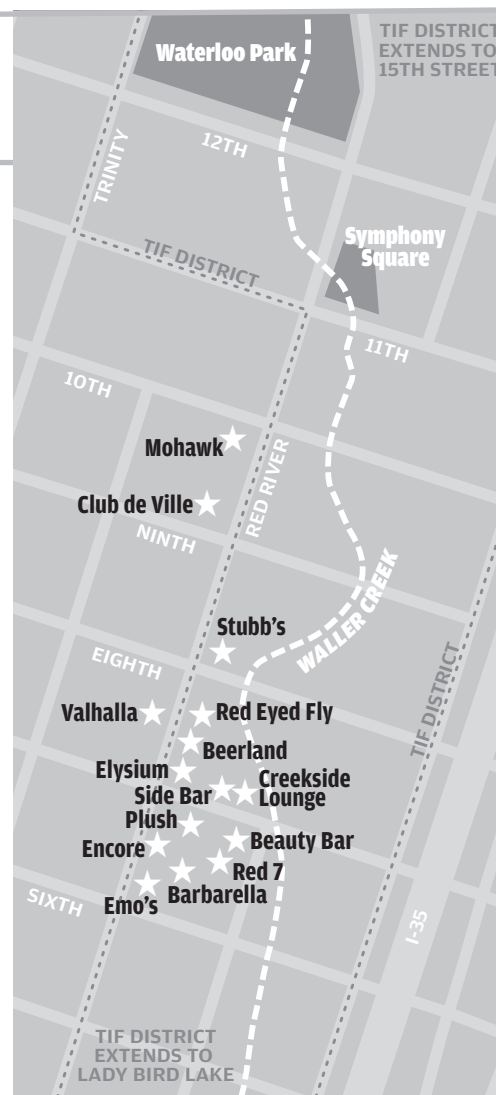 TIF DISTRICT
EXTENDS TO
15TH STREET
Waterloo Park
12TH
TRINITY
Symphony
Square
TIF DISTRICT
11TH
10TH
Mohawk
RED RIVER
Club de Ville
NINTH
WALLER CREEK
Stubb's
EIGHTH
TIF DISTRICT
Valhalla
Red Eyed Fly
Beerland
Elysium
Creekside
Lounge
Side Bar
Plush
Encore
Beauty Bar
Red 7
Barbarella
Emo's
SIXTH
I-35
TIF DISTRICT
EXTENDS TO
LADY BIRD LAKE